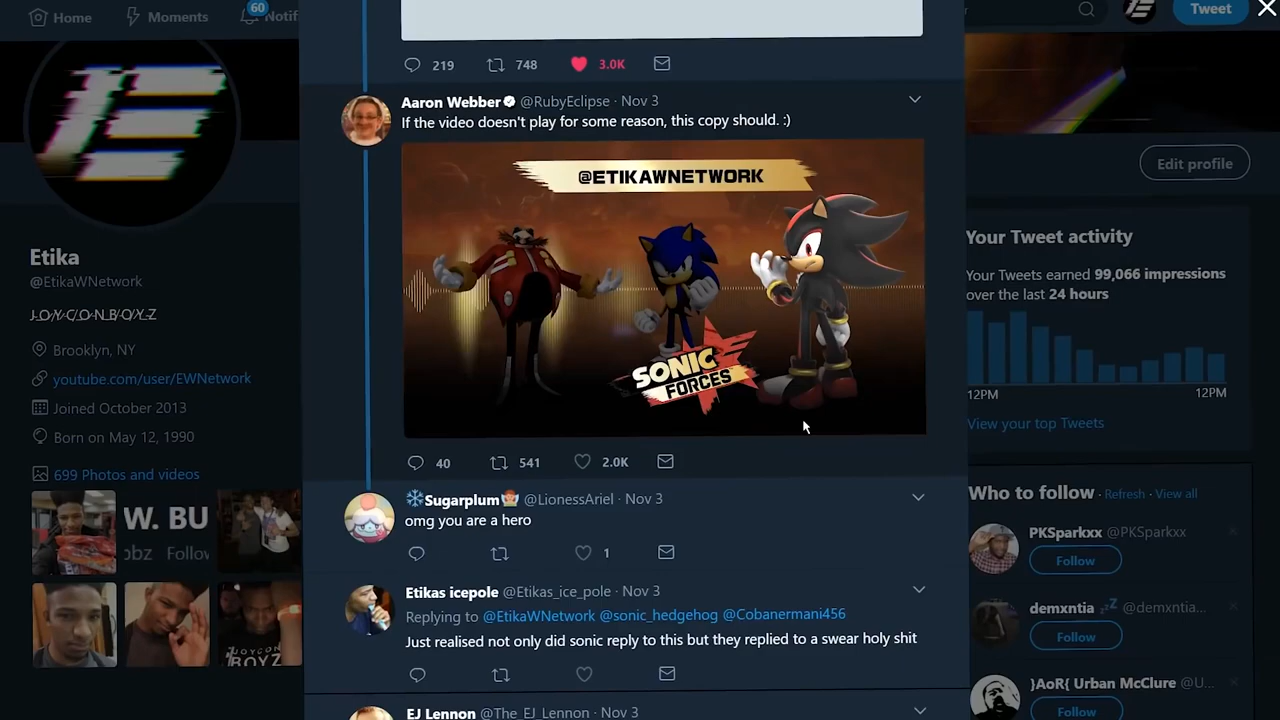 Home
Moments
60
Notif
Tweet
219
748
3.0K
Aaron Webber @RubyEclipse · Nov 3
If the video doesn't play for some reason, this copy should. :)
@ETIKAWNETWORK
SONIC
FORCES
40
541
2.0K
❄Sugarplum @LionessAriel · Nov 3
omg you are a hero
1
Etikas icepole @Etikas_ice_pole · Nov 3
Replying to @EtikaWNetwork @sonic_hedgehog @Cobanermani456
Just realised not only did sonic reply to this but they replied to a swear holy shit
EJ Lennon @The_EJ_Lennon · Nov 3
Etika
@EtikaWNetwork
J-O-Y-C-O-N-B-O-Y-Z
Brooklyn, NY
youtube.com/user/EWNetwork
Joined October 2013
Born on May 12, 1990
699 Photos and videos
W. BU
obz Follow
JOYCON
BOYZ
Edit profile
Your Tweet activity
Your Tweets earned 99,066 impressions
over the last 24 hours
12PM
12PM
View your top Tweets
Who to follow · Refresh · View all
PKSparkxx @PKSparkxx
Follow
demxntia 💤 @demxntia...
Follow
}AoR{ Urban McClure @U...
Follow